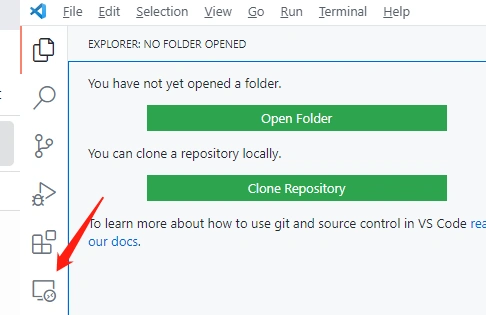 File Edit Selection View Go Run Terminal Help
EXPLORER: NO FOLDER OPENED
You have not yet opened a folder.
Open Folder
You can clone a repository locally.
Clone Repository
To learn more about how to use git and source control in VS Code rea
our docs.